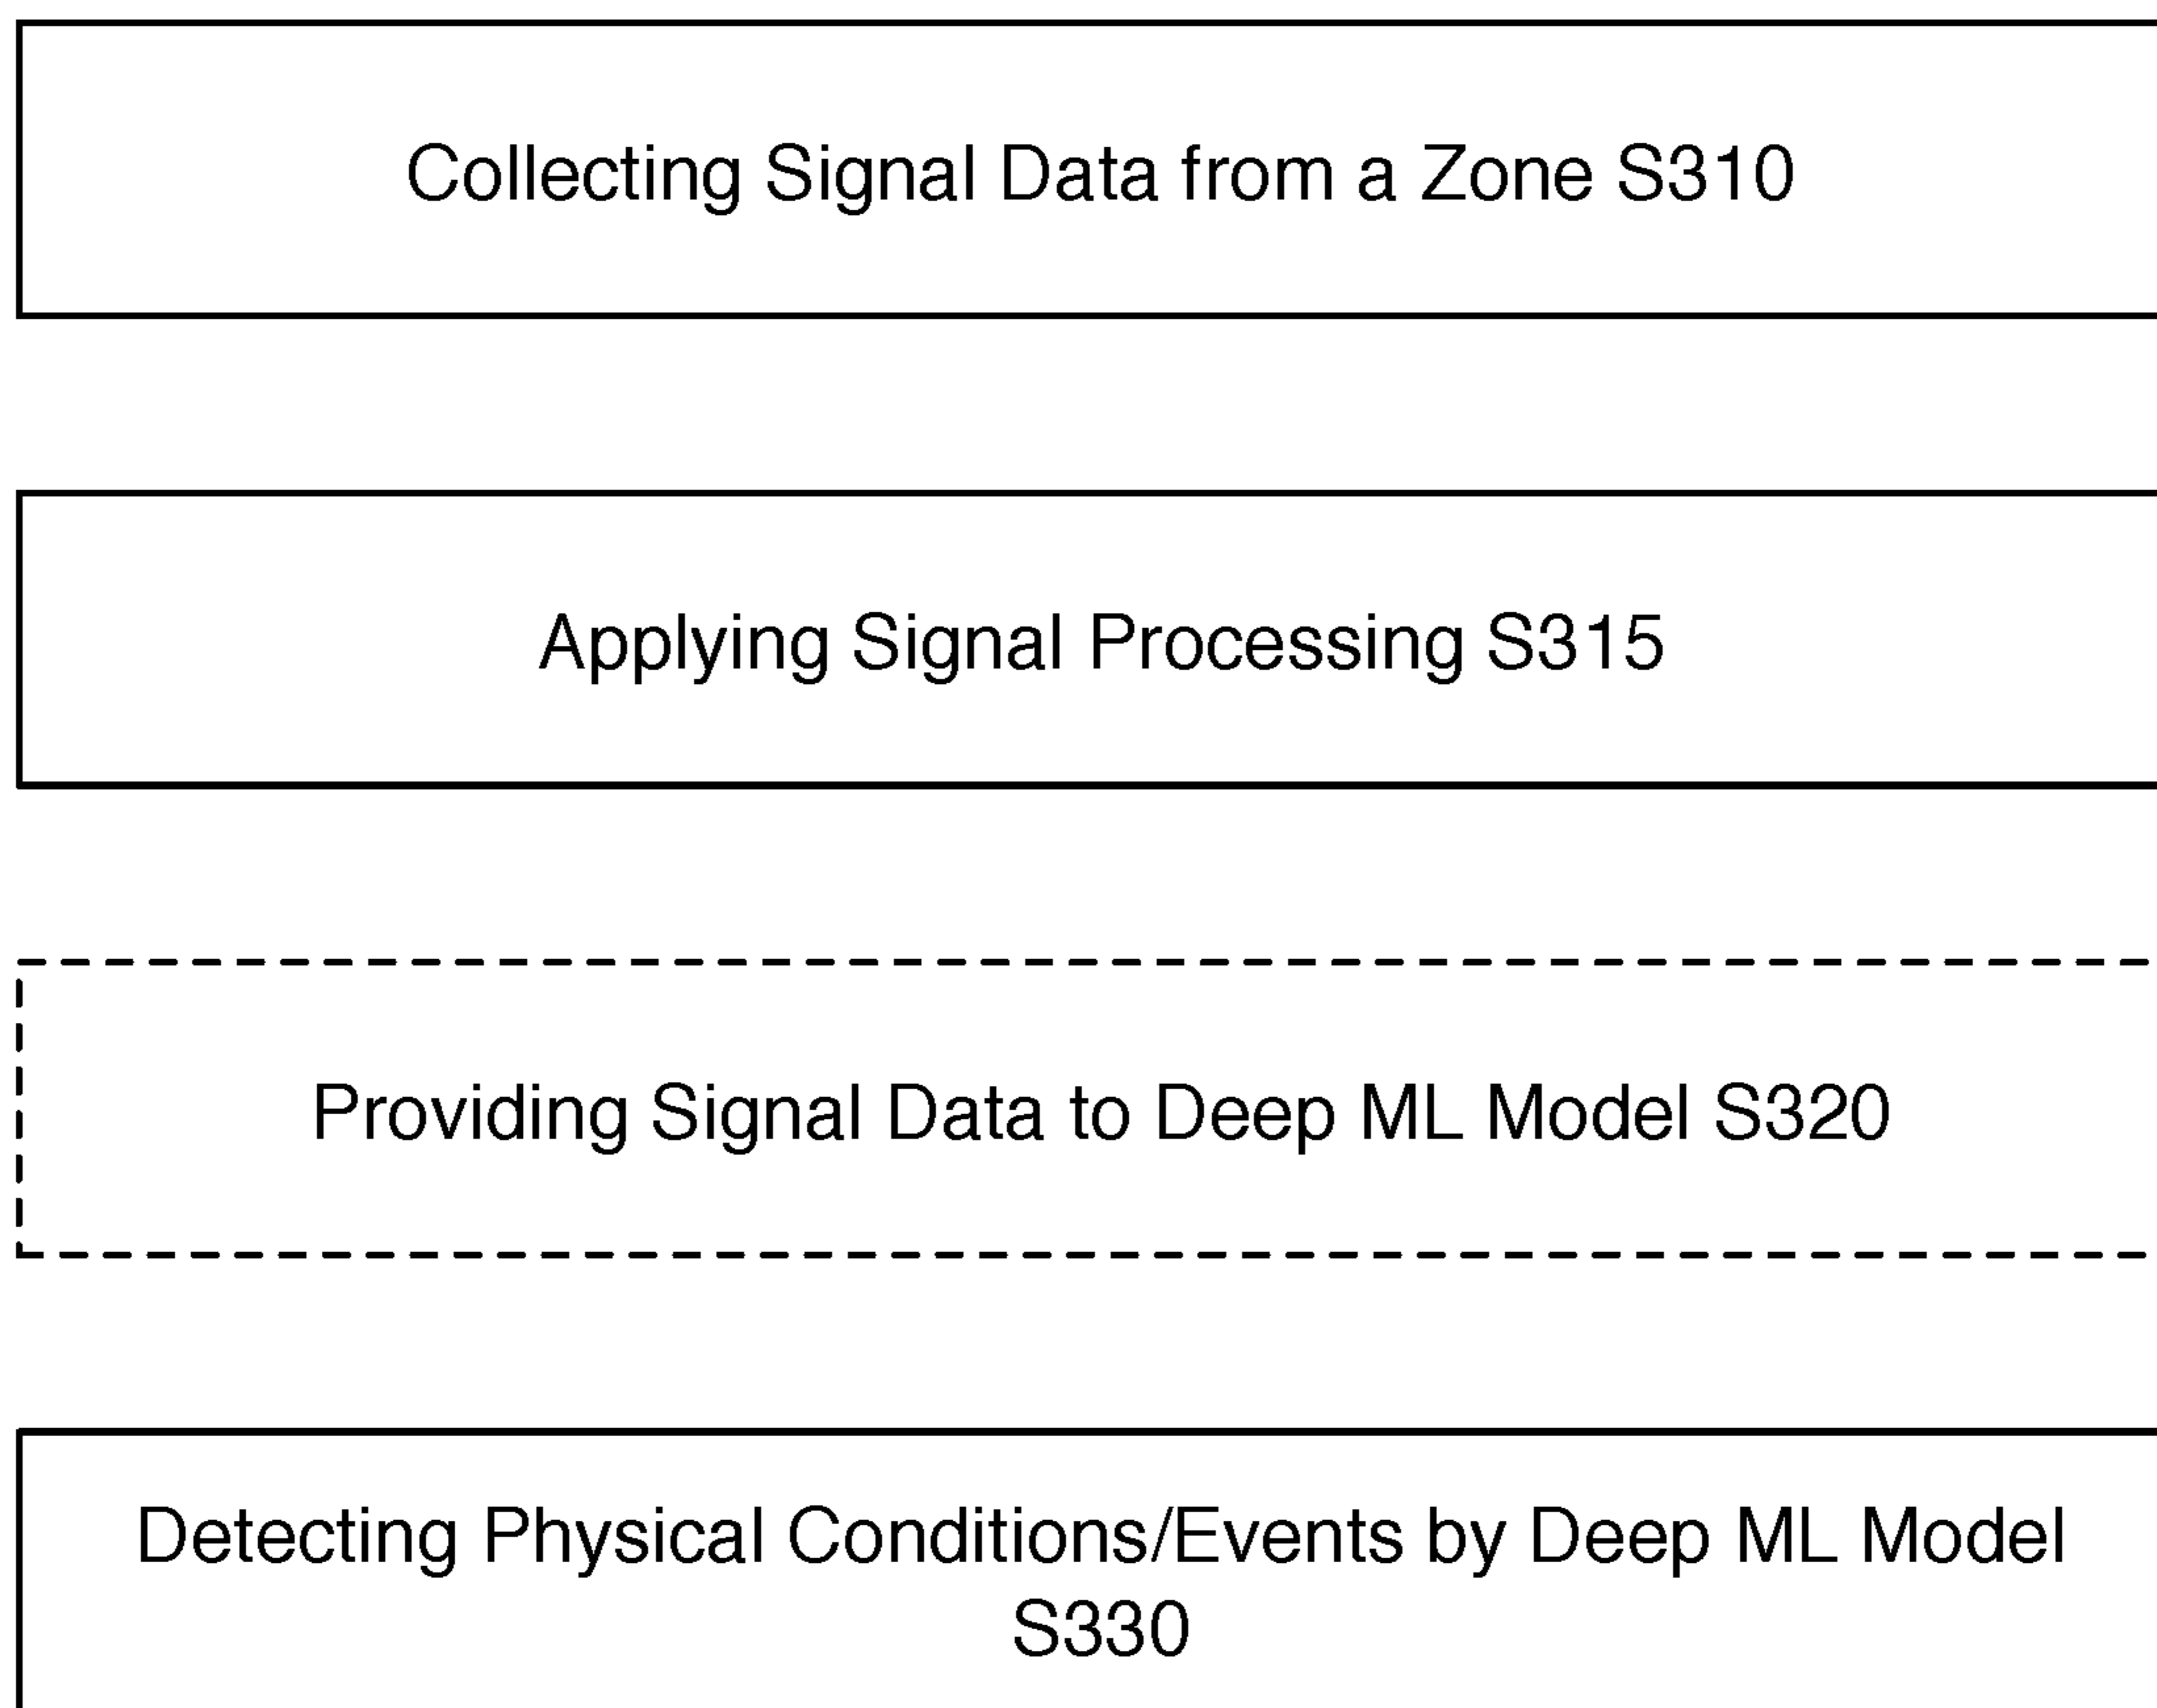 Collecting Signal Data from a Zone S310
Applying Signal Processing S315
Providing Signal Data to Deep ML Model S320
Detecting Physical Conditions/Events by Deep ML Model
S330